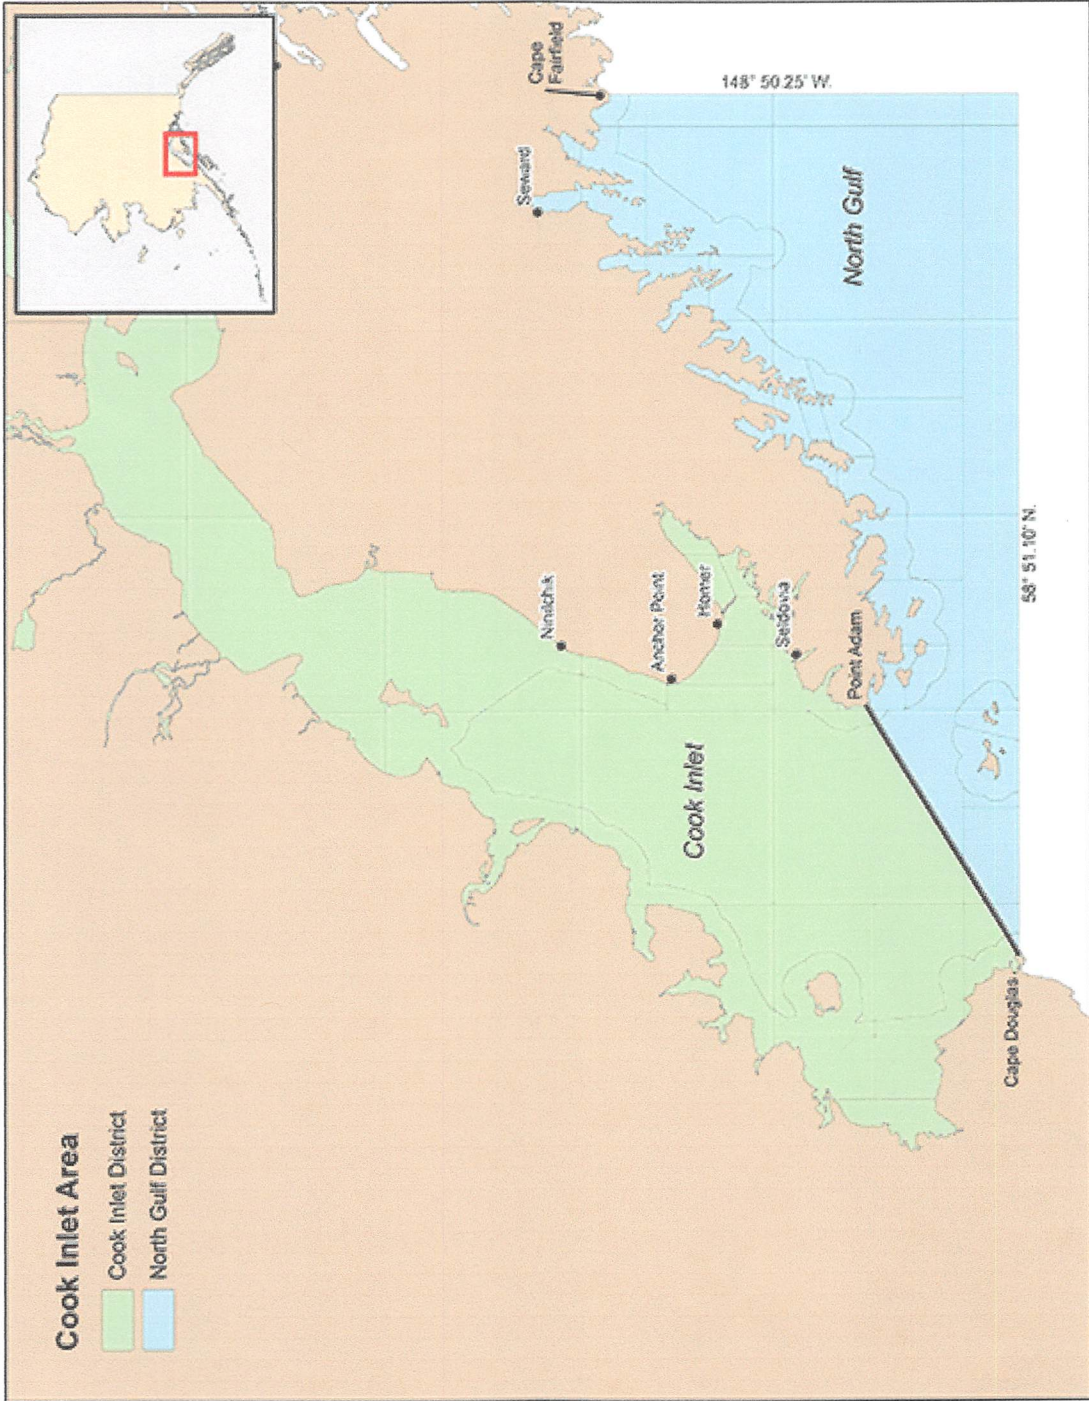 Cook Inlet Area
Cook Inlet District
North Gulf District
Cape
Fairfield
148° 50.25' W.
Seward
North Gulf
Ninilchik
Anchor Point
Homer
Seldovia
Point Adam
Cook Inlet
58° 51.10' N.
Cape Douglas